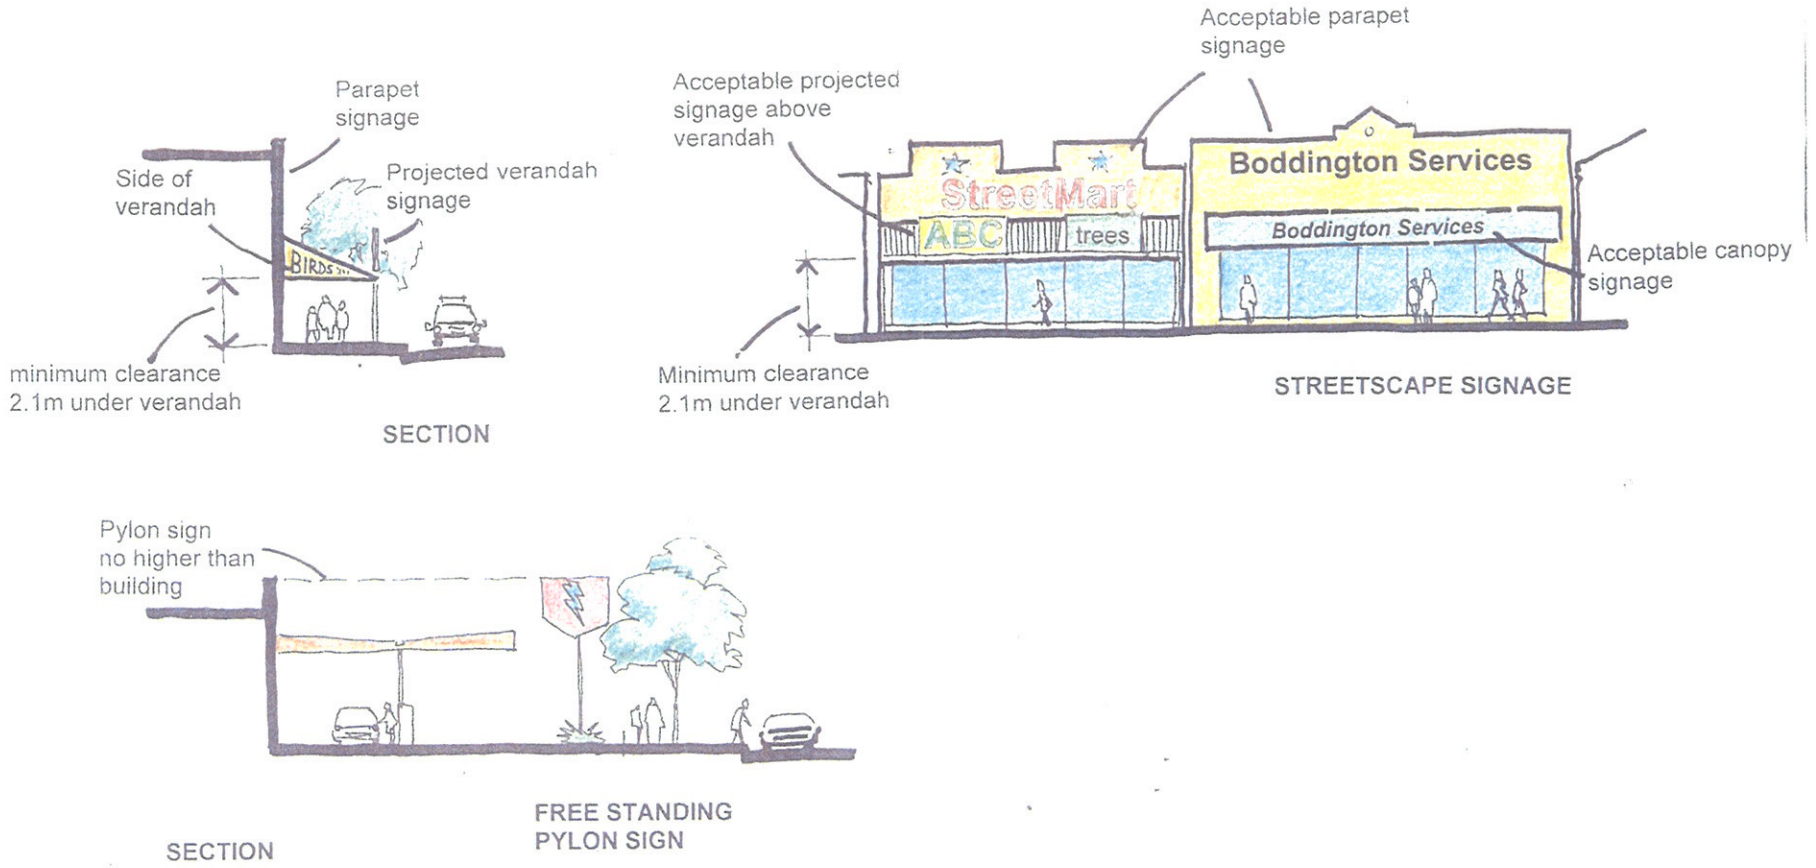 Parapet
signage
Side of
verandah
Projected verandah
signage
BIRDS
minimum clearance
2.1m under verandah
SECTION
Acceptable parapet
signage
Acceptable projected
signage above
verandah
StreetMart
ABC
trees
Boddington Services
Boddington Services
Acceptable canopy
signage
Minimum clearance
2.1m under verandah
STREETSCAPE SIGNAGE
Pylon sign
no higher than
building
FREE STANDING
PYLON SIGN
SECTION